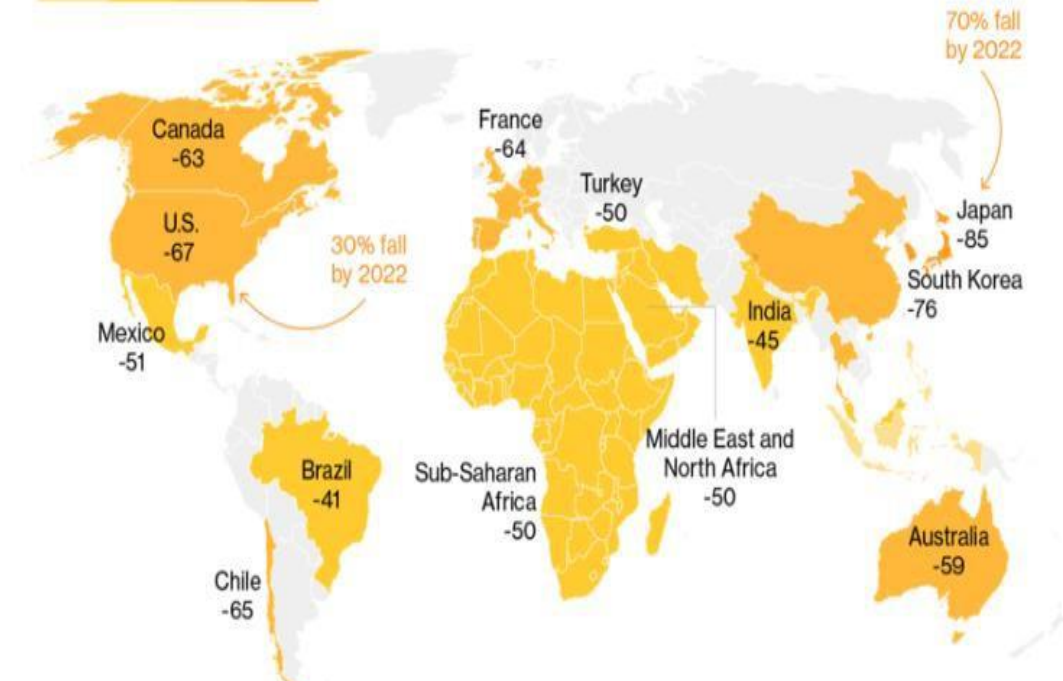 70% fall
by 2022
Canada
-63
France
-64
Turkey
-50
U.S.
-67
30% fall
by 2022
Japan
-85
South Korea
-76
Mexico
-51
India
-45
Middle East and
North Africa
-50
Brazil
-41
Sub-Saharan
Africa
-50
Australia
-59
Chile
-65